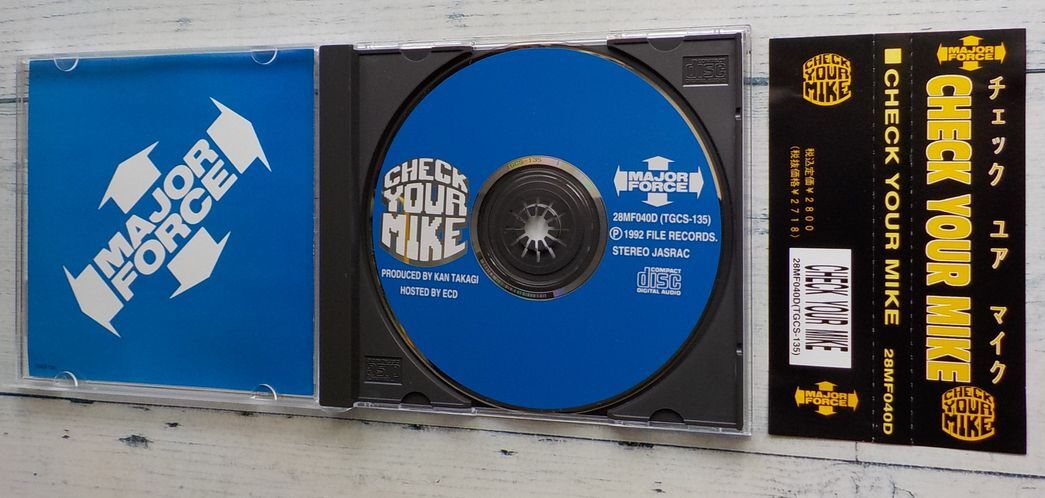 MAJOR
FORCE
CHECK
YOUR
MIKE
PRODUCED BY KAN TAKAGI
HOSTED BY ECD
TGCS-135
MAJOR
FORCE
28MF040D (TGCS-135)
Ⓟ1992 FILE RECORDS.
STEREO JASRAC
COMPACT
disc
DIGITAL AUDIO
CHECK
YOUR
MIKE
税込定価¥2800
(税抜価格¥2718)
CHECK YOUR MIKE
28MF040D(TGCS-135)
MAJOR
FORCE
■CHECK YOUR MIKE 28MF040D
MAJOR
FORCE
CHECK YOUR MIKE
チェック ユア マイク
CHECK
YOUR
MIKE